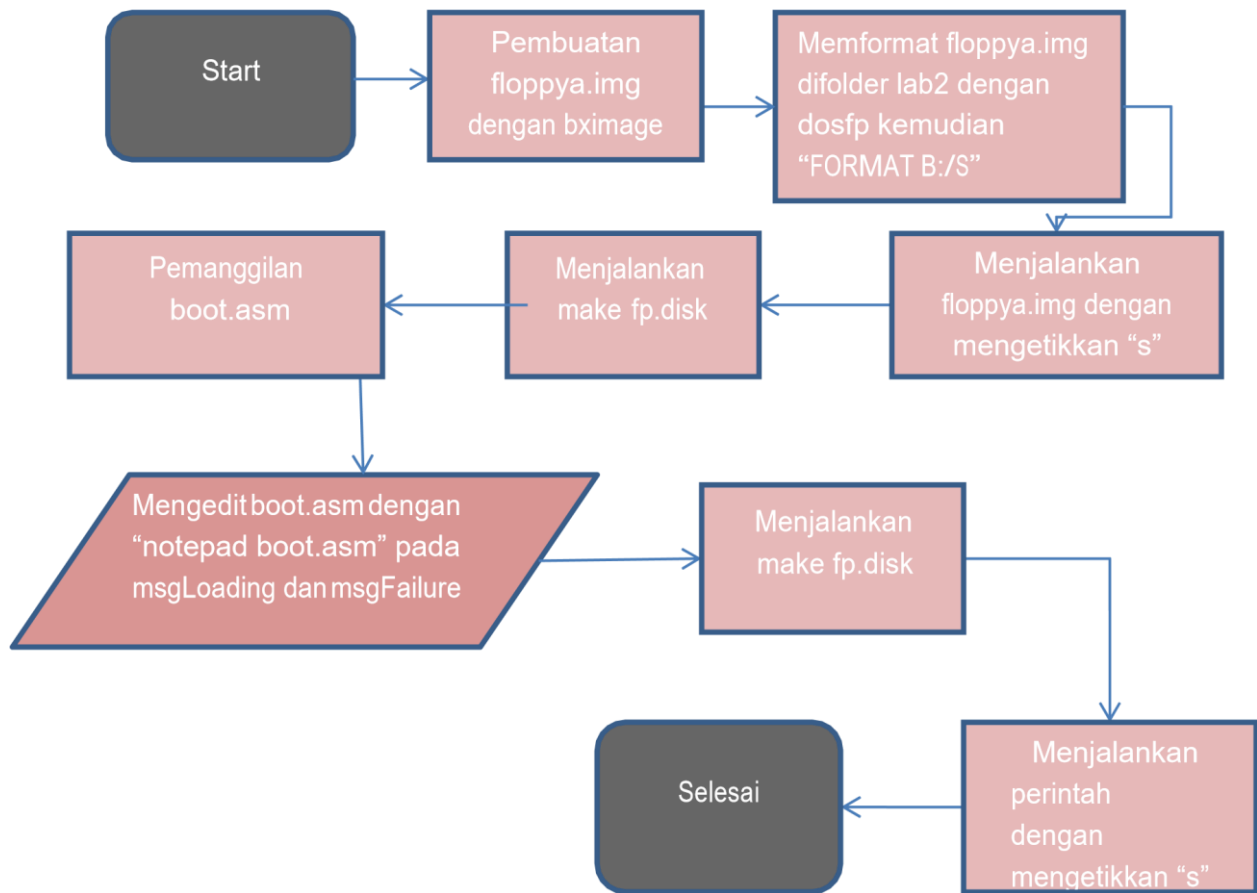 Start
Pembuatan
floppya.img
dengan bximage
Memformat floppya.img
difolder lab2 dengan
dosfp kemudian
“FORMAT B:/S”
Menjalankan
floppya.img dengan
mengetikkan “s”
Menjalankan
make fp.disk
Pemanggilan
boot.asm
Mengedit boot.asm dengan
“notepad boot.asm” pada
msgLoading dan msgFailure
Menjalankan
make fp.disk
Menjalankan
perintah
dengan
mengetikkan “s”
Selesai